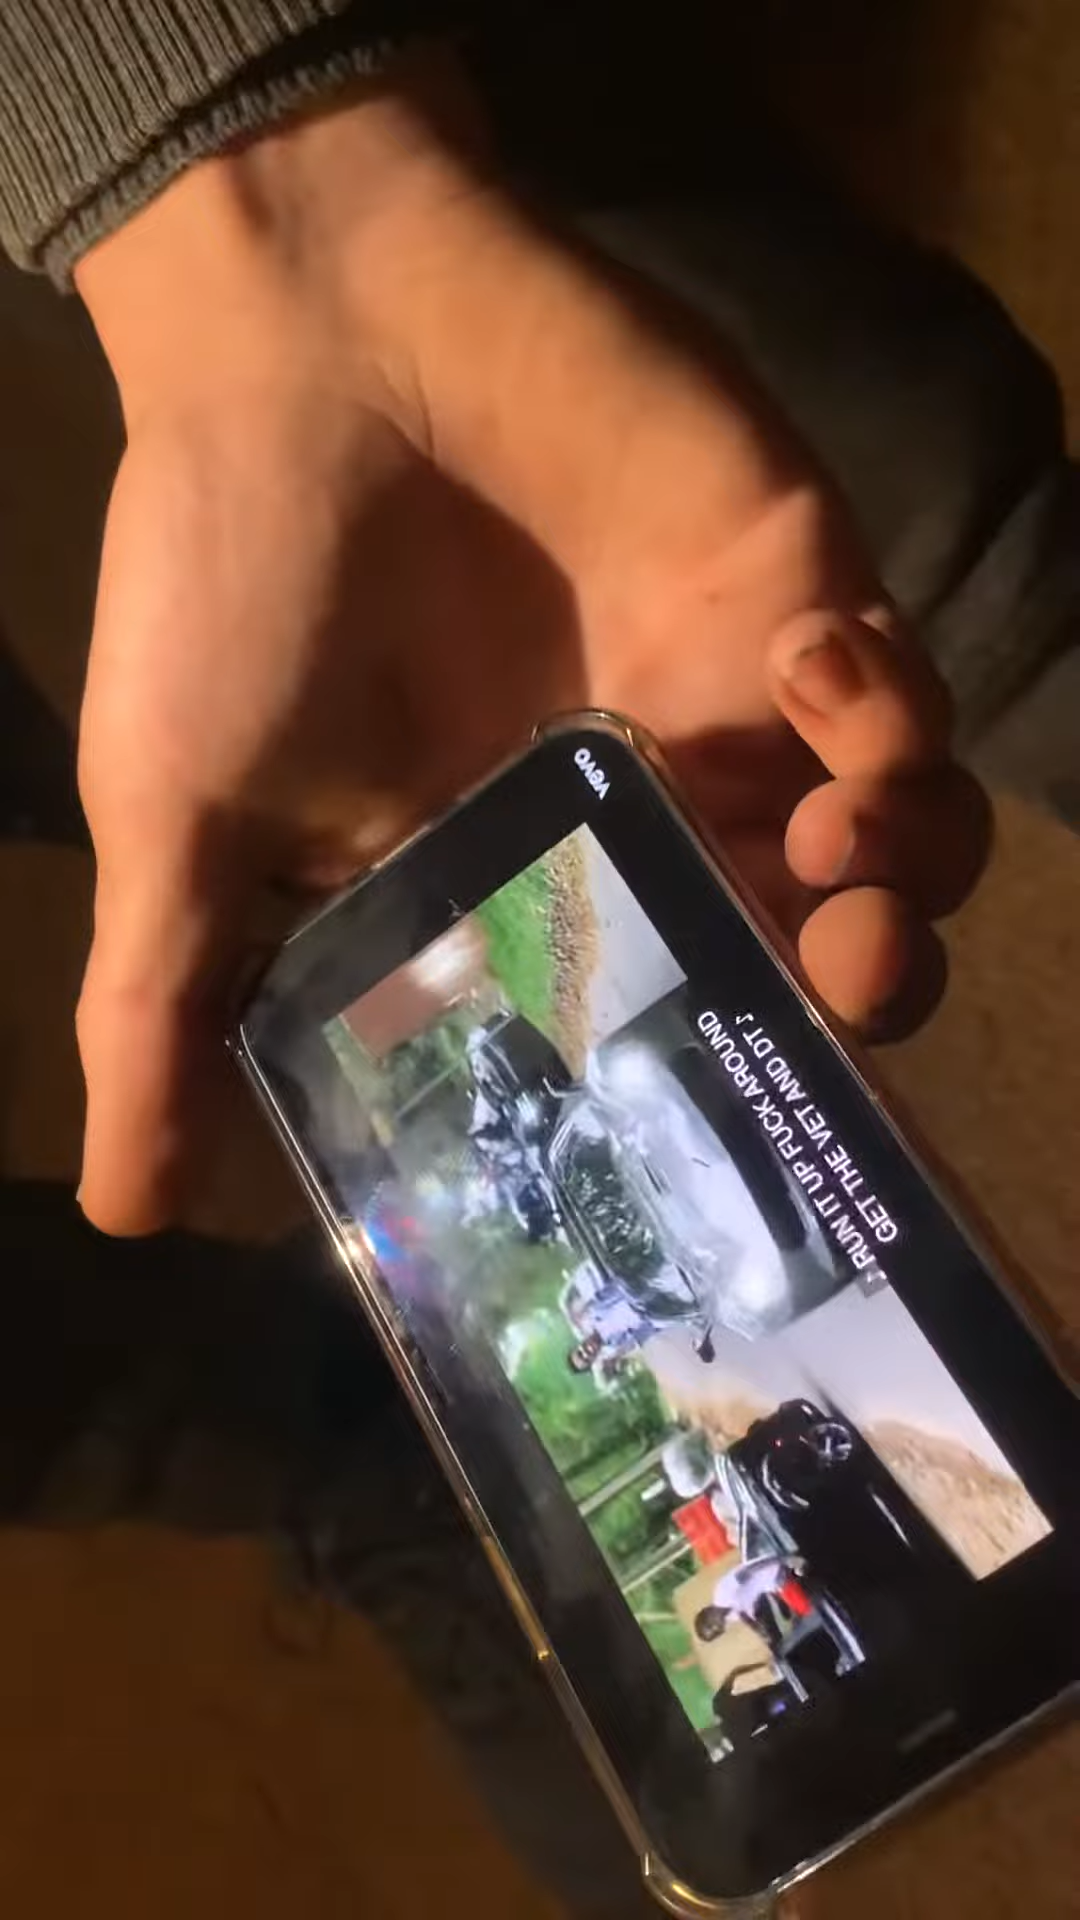 vevo
♪ RUN IT UP FUCK AROUND
GET THE VET AND DT ♪